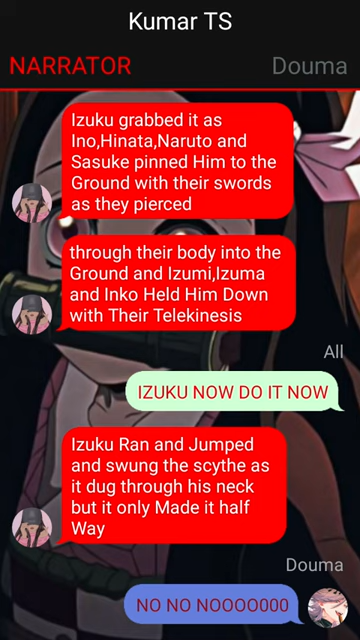 Kumar TS
NARRATOR Douma
Izuku grabbed it as
Ino,Hinata,Naruto and
Sasuke pinned Him to the
Ground with their swords
as they pierced
through their body into the
Ground and Izumi,Izuma
and Inko Held Him Down
with Their Telekinesis
All
IZUKU NOW DO IT NOW
Izuku Ran and Jumped
and swung the scythe as
it dug through his neck
but it only Made it half
Way
Douma
NO NO NOOOO000